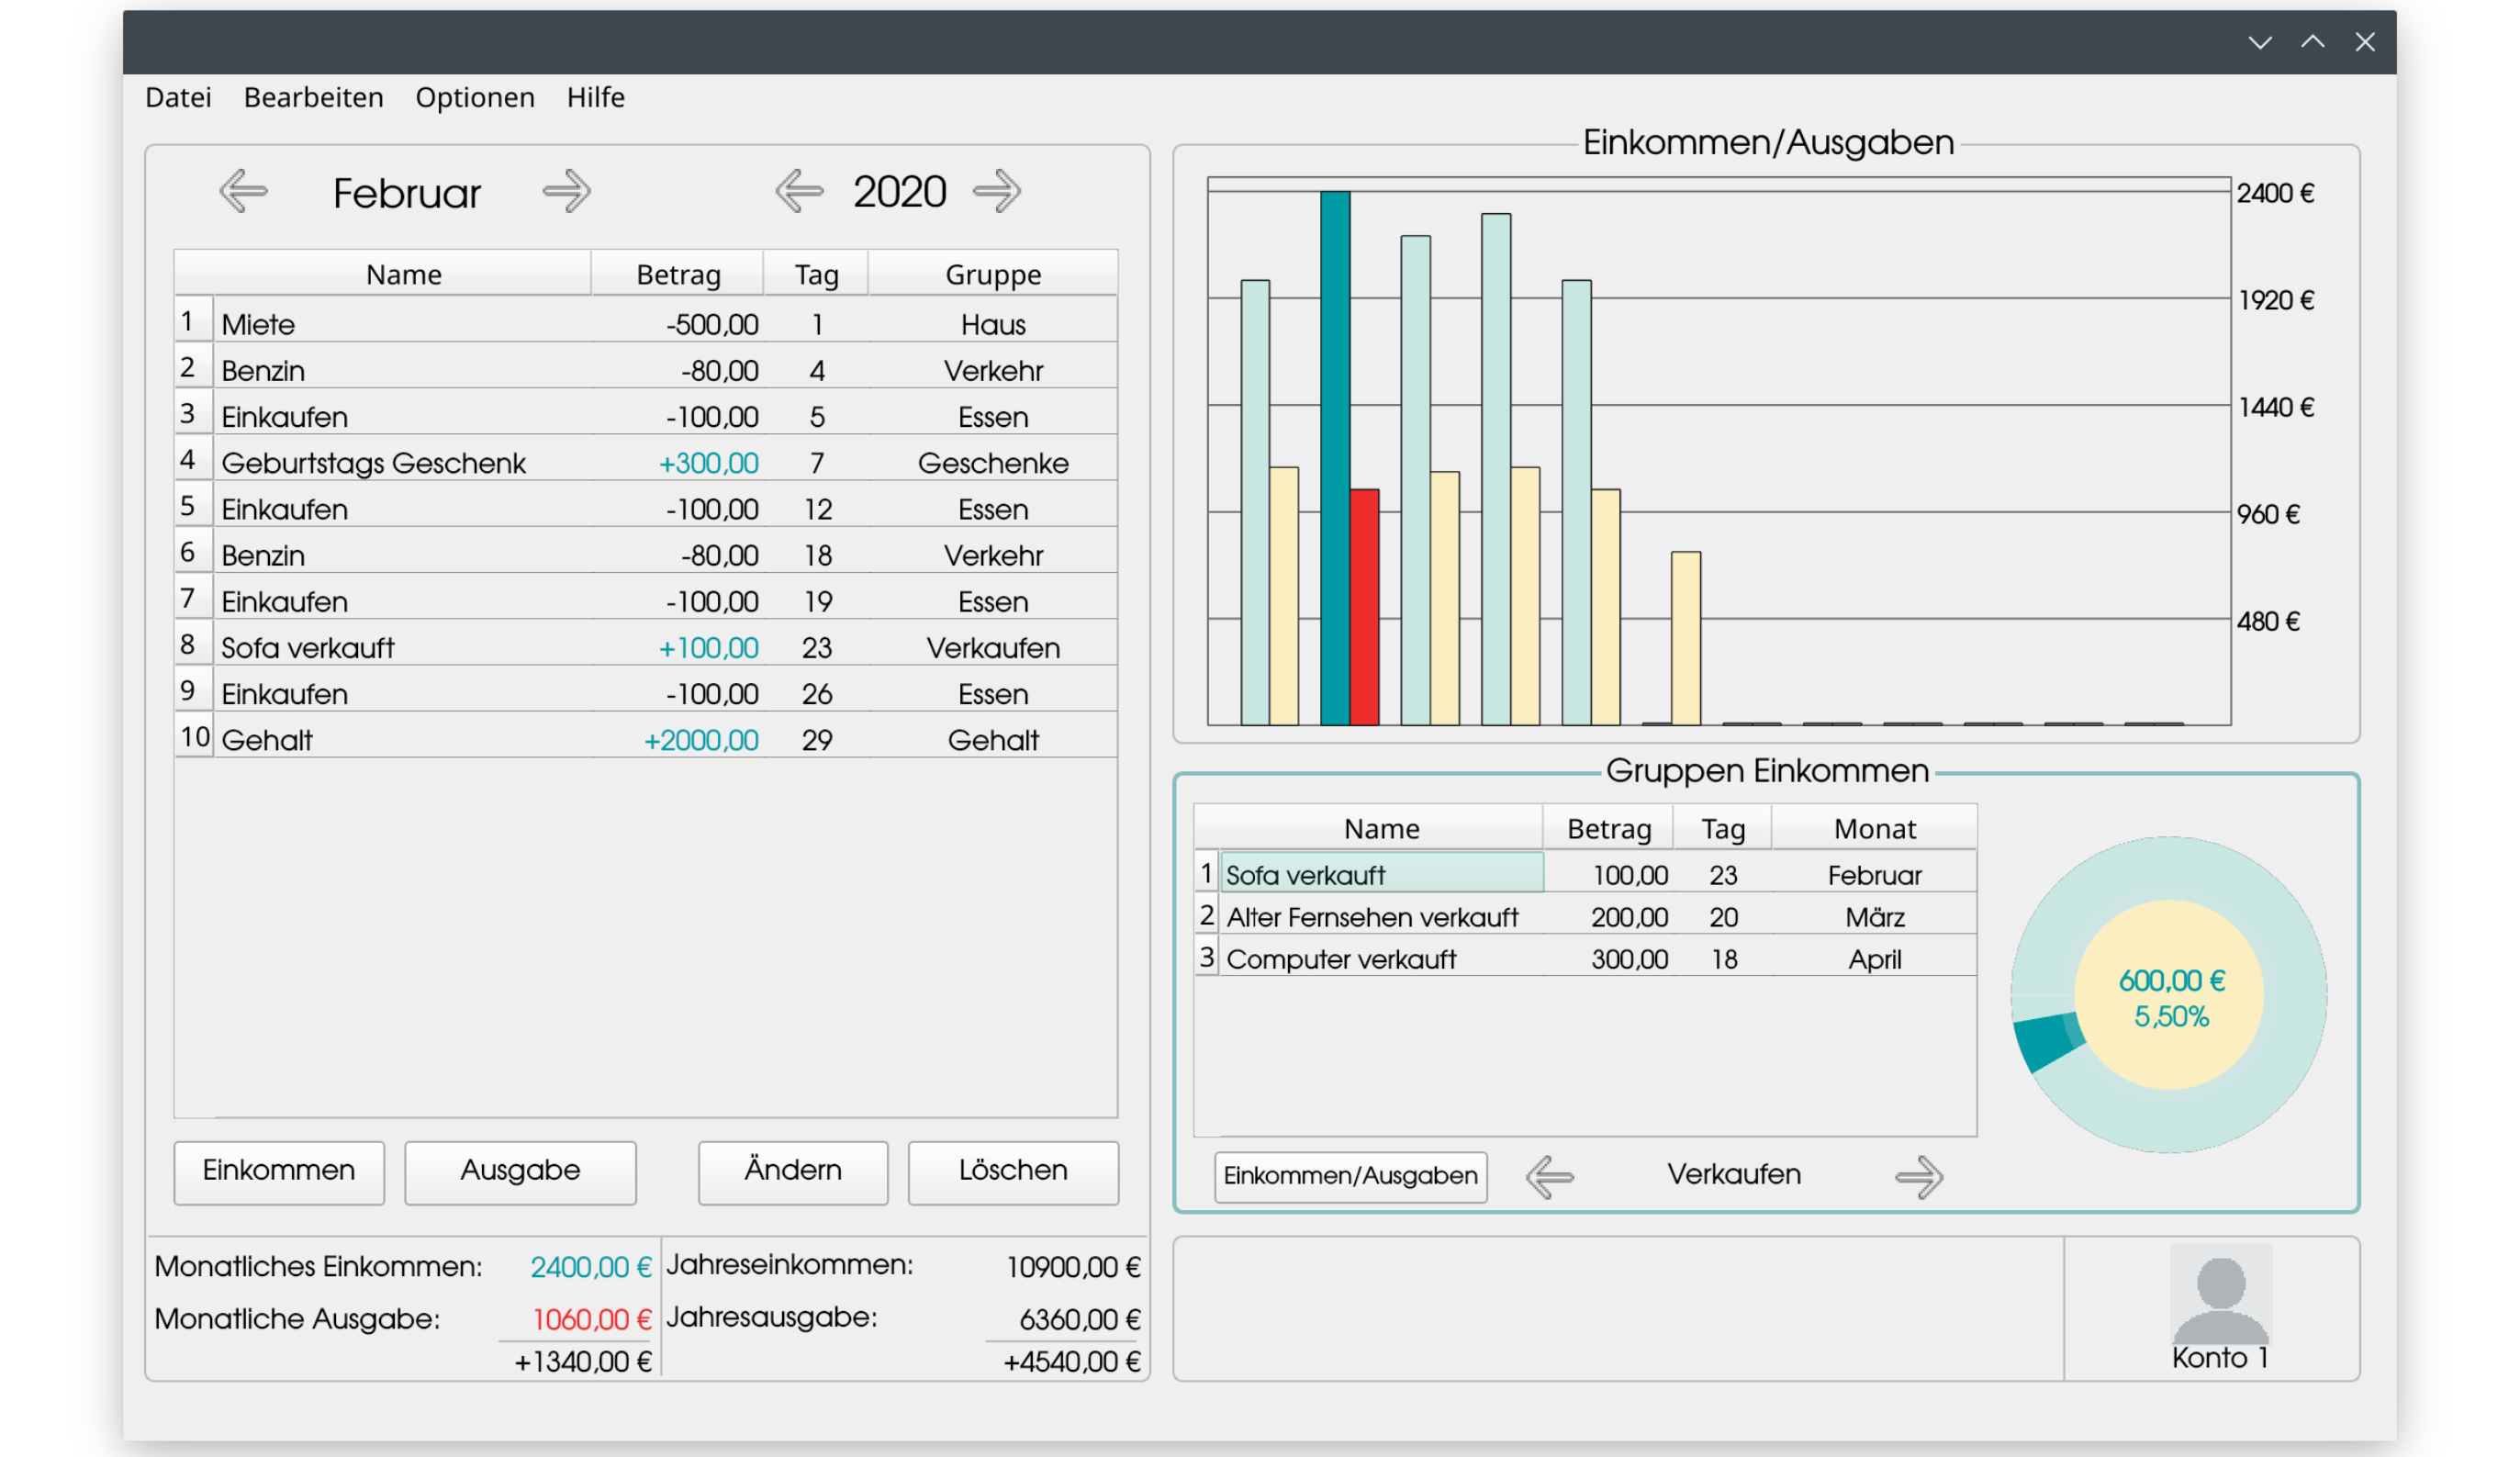 Datei Bearbeiten Optionen Hilfe
Februar 2020
Name Betrag Tag Gruppe
1 Miete -500,00 1 Haus
2 Benzin -80,00 4 Verkehr
3 Einkaufen -100,00 5 Essen
4 Geburtstags Geschenk +300,00 7 Geschenke
5 Einkaufen -100,00 12 Essen
6 Benzin -80,00 18 Verkehr
7 Einkaufen -100,00 19 Essen
8 Sofa verkauft +100,00 23 Verkaufen
9 Einkaufen -100,00 26 Essen
10 Gehalt +2000,00 29 Gehalt
Einkommen Ausgabe Ändern Löschen
Monatliches Einkommen: 2400,00 € Jahreseinkommen: 10900,00 €
Monatliche Ausgabe: 1060,00 € Jahresausgabe: 6360,00 €
+1340,00 € +4540,00 €
Einkommen/Ausgaben
2400 €
1920 €
1440 €
960 €
480 €
Gruppen Einkommen
Name Betrag Tag Monat
1 Sofa verkauft 100,00 23 Februar
2 Alter Fernsehen verkauft 200,00 20 März
3 Computer verkauft 300,00 18 April
600,00 €
5,50%
Einkommen/Ausgaben Verkaufen
Konto 1